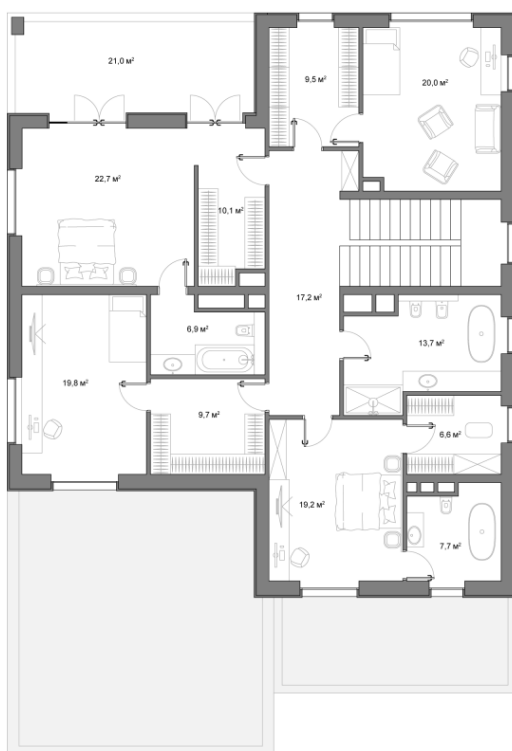 21,0 м²
9,5 м²
20,0 м²
22,7 м²
10,1 м²
17,2 м²
6,9 м²
13,7 м²
19,8 м²
9,7 м²
6,6 м²
19,2 м²
7,7 м²